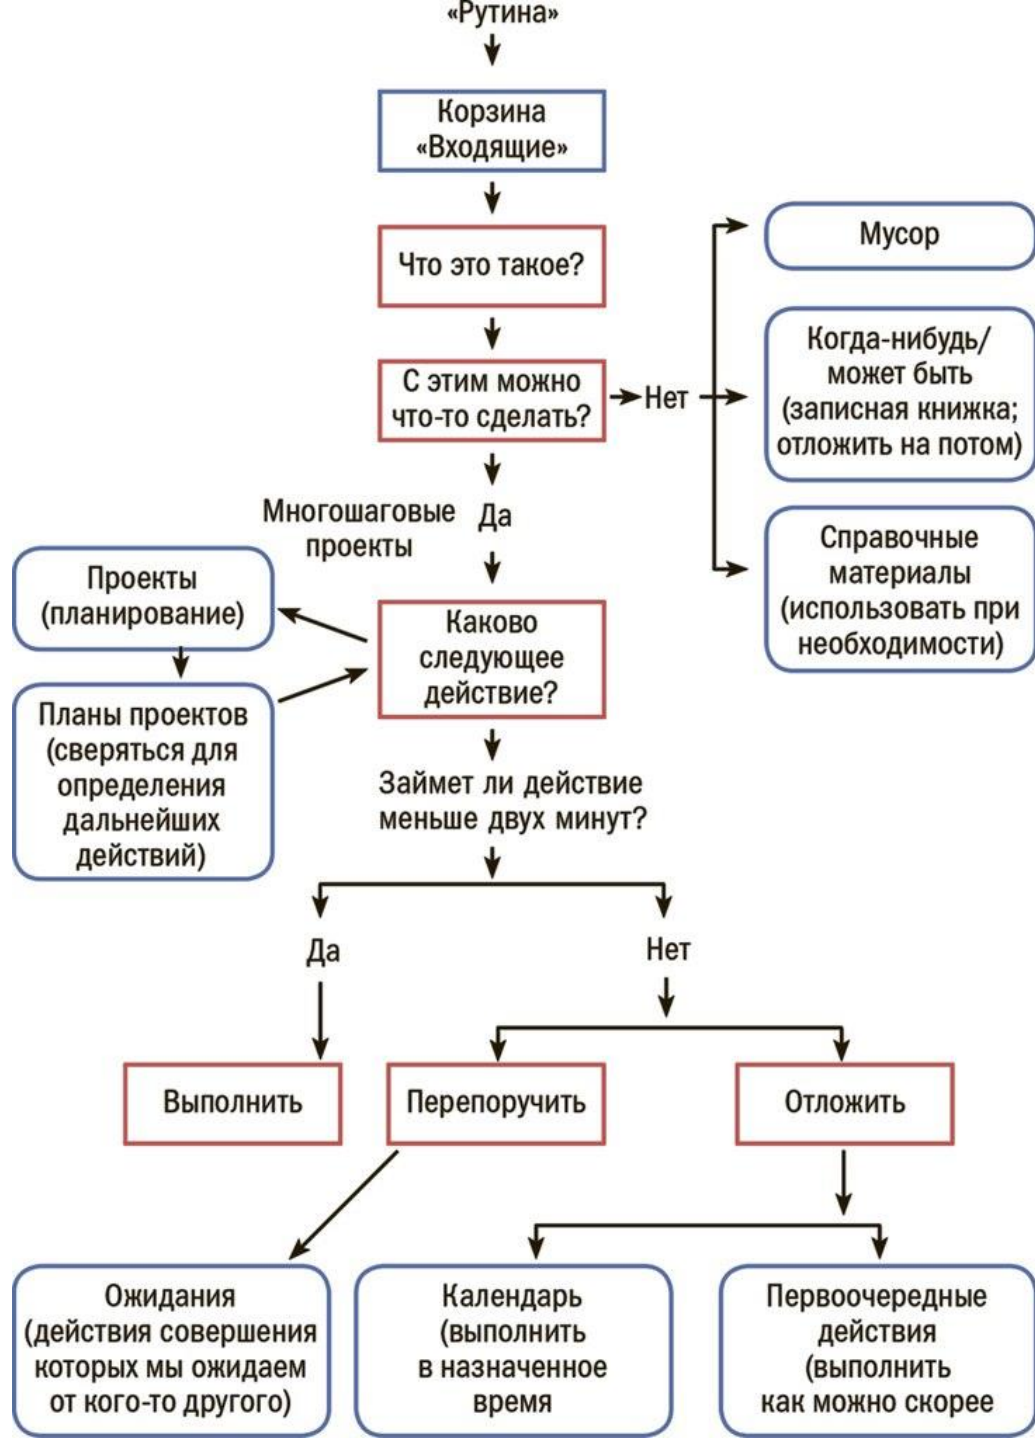 «Рутина»
Корзина
«Входящие»
Что это такое?
С этим можно
что-то сделать?
Нет
Мусор
Когда-нибудь/
может быть
(записная книжка;
отложить на потом)
Справочные
материалы
(использовать при
необходимости)
Многошаговые
проекты
Да
Проекты
(планирование)
Планы проектов
(сверяться для
определения
дальнейших
действий)
Каково
следующее
действие?
Займет ли действие
меньше двух минут?
Да
Нет
Выполнить
Перепоручить
Отложить
Ожидания
(действия совершения
которых мы ожидаем
от кого-то другого)
Календарь
(выполнить
в назначенное
время
Первоочередные
действия
(выполнить
как можно скорее